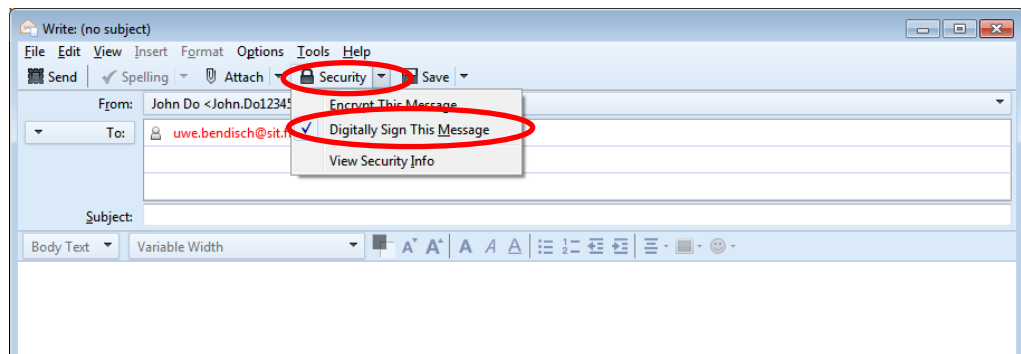 Write: (no subject)
File Edit View Insert Format Options Tools Help
Send Spelling Attach Security Save
From: John Do <John.Do12345
Encrypt This Message
To: uwe.bendisch@sit.f
Digitally Sign This Message
View Security Info
Subject:
Body Text Variable Width